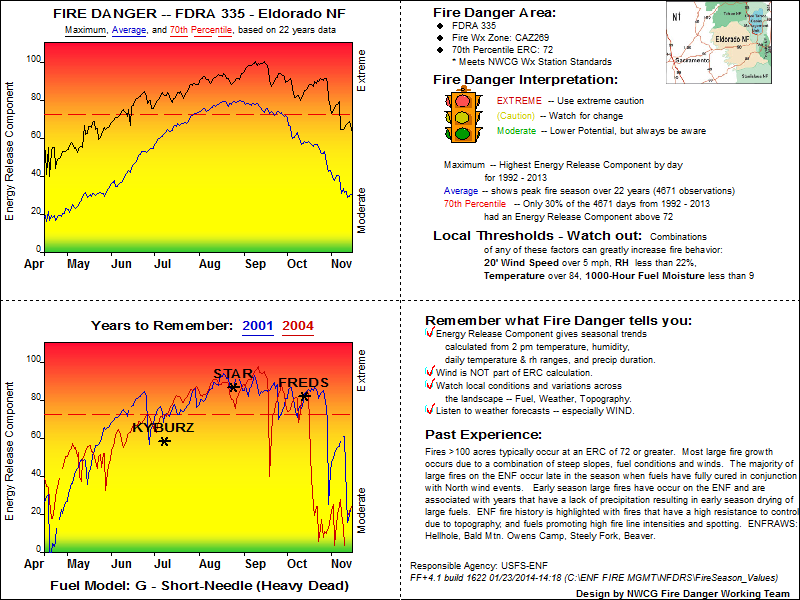 FIRE DANGER -- FDRA 335 - Eldorado NF
Maximum, Average, and 70th Percentile, based on 22 years data
Energy Release Component
100
80
60
40
20
0
Extreme
Moderate
Apr May Jun Jul Aug Sep Oct Nov
Fire Danger Area:
FDRA 335
Fire Wx Zone: CAZ269
70th Percentile ERC: 72
* Meets NWCG Wx Station Standards
N1
Tahoe NF
Eldorado NF
Sacramento
Stanislaus NF
Fire Danger Interpretation:
EXTREME -- Use extreme caution
(Caution) -- Watch for change
Moderate -- Lower Potential, but always be aware
Maximum -- Highest Energy Release Component by day
for 1992 - 2013
Average -- shows peak fire season over 22 years (4671 observations)
70th Percentile -- Only 30% of the 4671 days from 1992 - 2013
had an Energy Release Component above 72
Local Thresholds - Watch out: Combinations
of any of these factors can greatly increase fire behavior:
20' Wind Speed over 5 mph, RH less than 22%,
Temperature over 84, 1000-Hour Fuel Moisture less than 9
Years to Remember: 2001 2004
Energy Release Component
100
80
60
40
20
0
STAR
FREDS
KYBURZ
Extreme
Moderate
Apr May Jun Jul Aug Sep Oct Nov
Fuel Model: G - Short-Needle (Heavy Dead)
Remember what Fire Danger tells you:
Energy Release Component gives seasonal trends
calculated from 2 pm temperature, humidity,
daily temperature & rh ranges, and precip duration.
Wind is NOT part of ERC calculation.
Watch local conditions and variations across
the landscape -- Fuel, Weather, Topography.
Listen to weather forecasts -- especially WIND.
Past Experience:
Fires >100 acres typically occur at an ERC of 72 or greater. Most large fire growth
occurs due to a combination of steep slopes, fuel conditions and winds. The majority of
large fires on the ENF occur late in the season when fuels have fully cured in conjunction
with North wind events. Early season large fires have occur on the ENF and are
associated with years that have a lack of precipitation resulting in early season drying of
large fuels. ENF fire history is highlighted with fires that have a high resistance to control
due to topography, and fuels promoting high fire line intensities and spotting. ENFRAWS:
Hellhole, Bald Mtn. Owens Camp, Steely Fork, Beaver.
Responsible Agency: USFS-ENF
FF+4.1 build 1622 01/23/2014-14:18 (C:\ENF FIRE MGMT\NFDRS\FireSeason_Values)
Design by NWCG Fire Danger Working Team